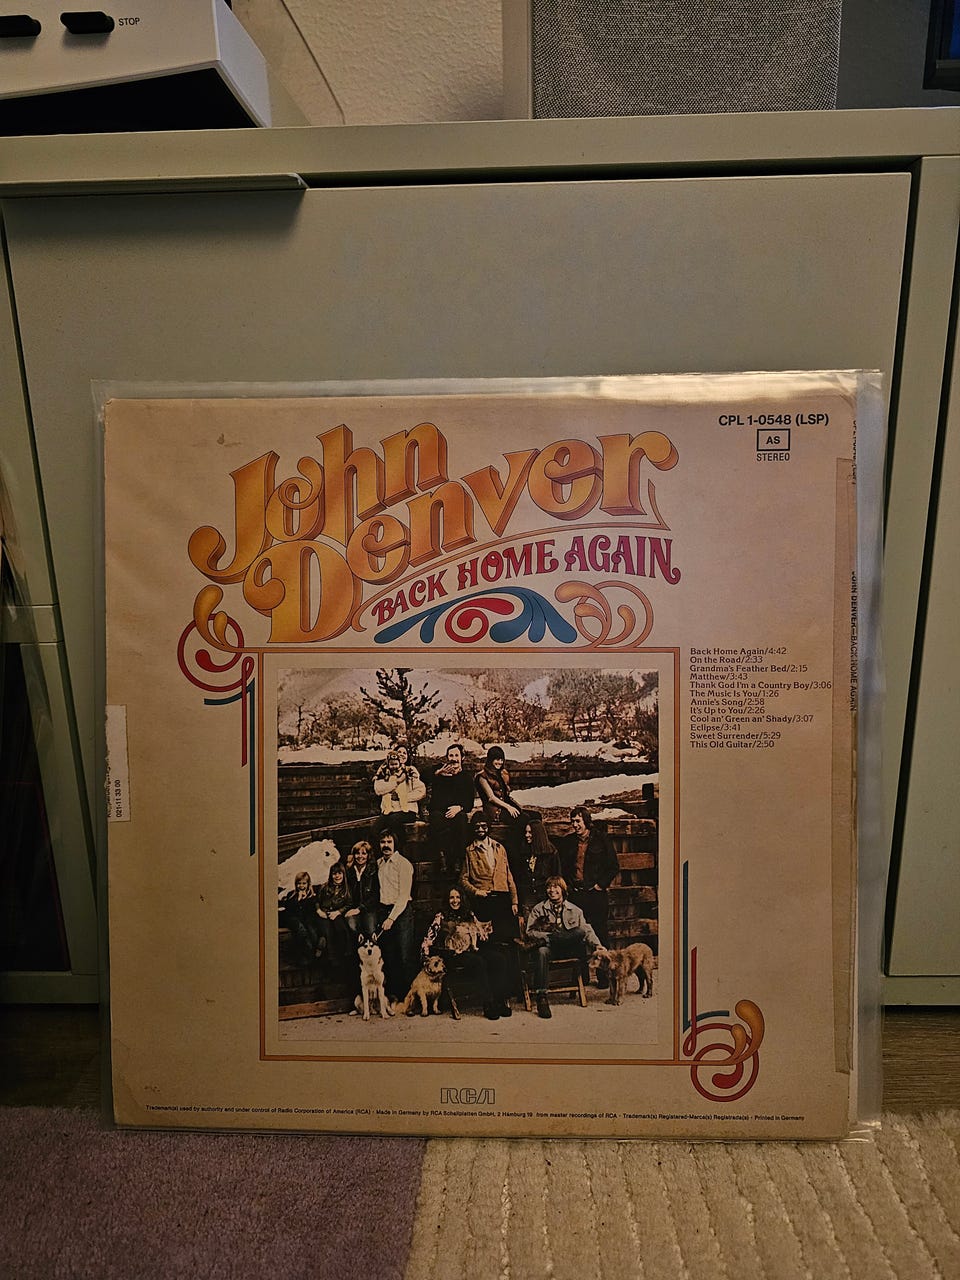 STOP
CPL 1-0548 (LSP)
AS
STEREO
John
Denver
BACK HOME AGAIN
Back Home Again/4:42
On the Road/2:33
Grandma's Feather Bed/2:15
Matthew/3:43
Thank God I'm a Country Boy/3:06
The Music Is You/1:26
Annie's Song/2:58
It's Up to You/2:26
Cool an' Green an' Shady/3:07
Eclipse/3:41
Sweet Surrender/5:29
This Old Guitar/2:50
JOHN DENVER—BACK HOME AGAIN
021-11 33 00
RCA
Trademark(s) used by authority and under control of Radio Corporation of America (RCA) · Made in Germany by RCA Schallplatten GmbH, 2 Hamburg 19 from master recordings of RCA · Trademark(s) Registered-Marca(s) Registrada(s) · Printed in Germany